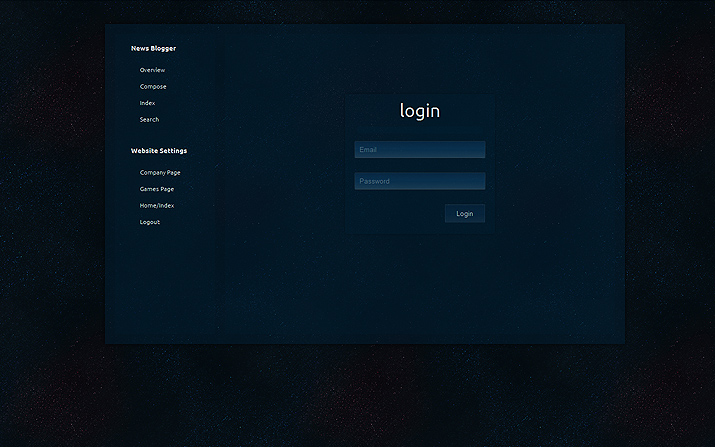 News Blogger
Overview
Compose
Index
Search
Website Settings
Company Page
Games Page
Home/Index
Logout
login
Email
Password
Login